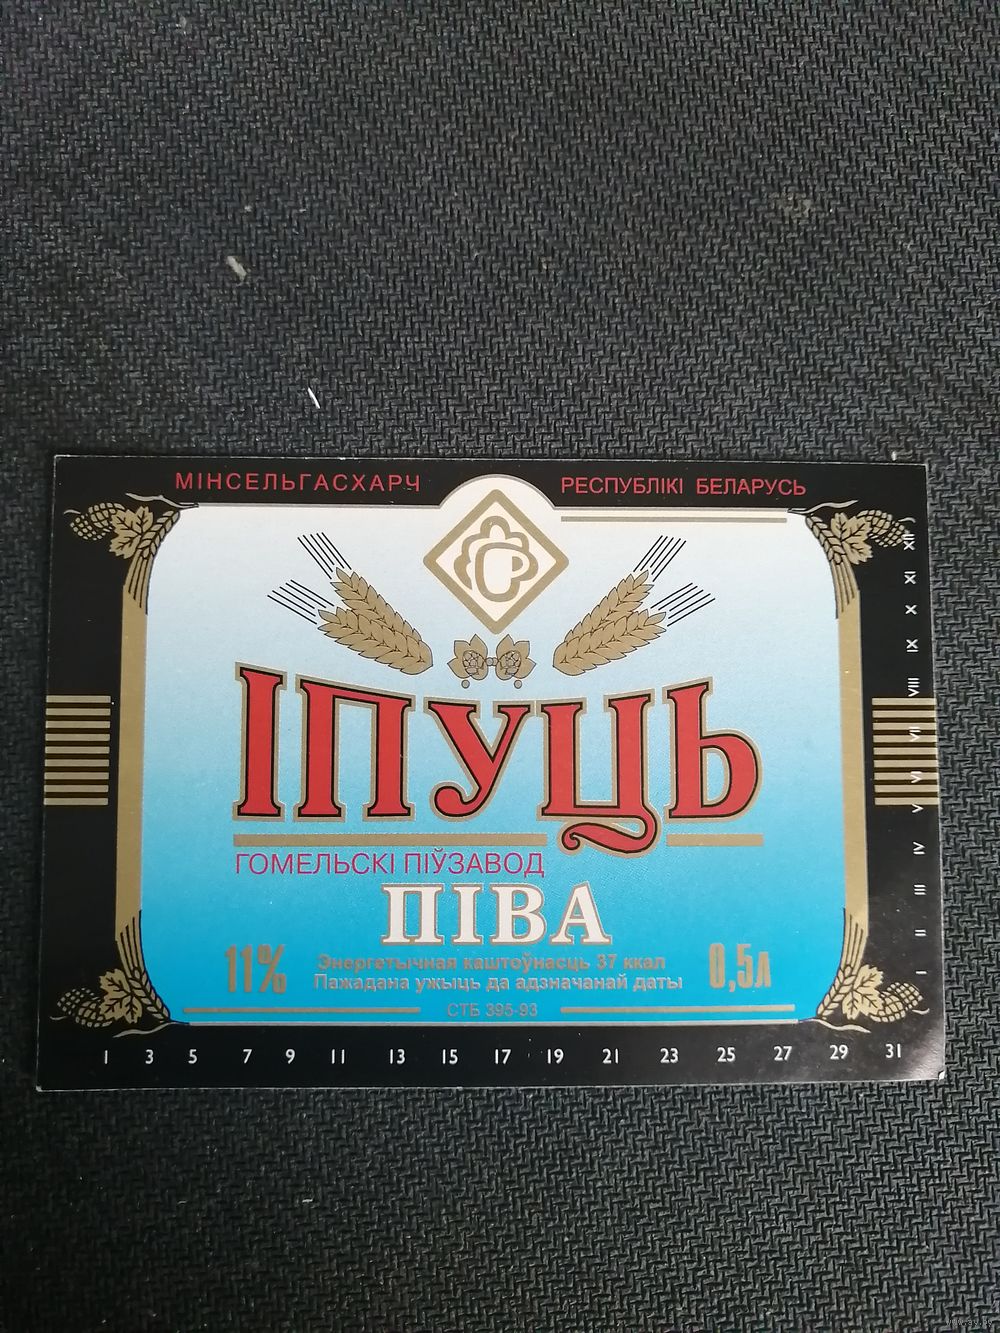 МІНСЕЛЬГАСХАРЧ РЭСПУБЛІКІ БЕЛАРУСЬ
ІПУЦЬ
ГОМЕЛЬСКІ ПІЎЗАВОД
ПІВА
11%
Энергетычная каштоўнасць 37 ккал
Пажадана ужыць да адзначанай даты
0,5л
СТБ 395-93
I II III IV V VI VII VIII IX X XI XII
1 3 5 7 9 11 13 15 17 19 21 23 25 27 29 31